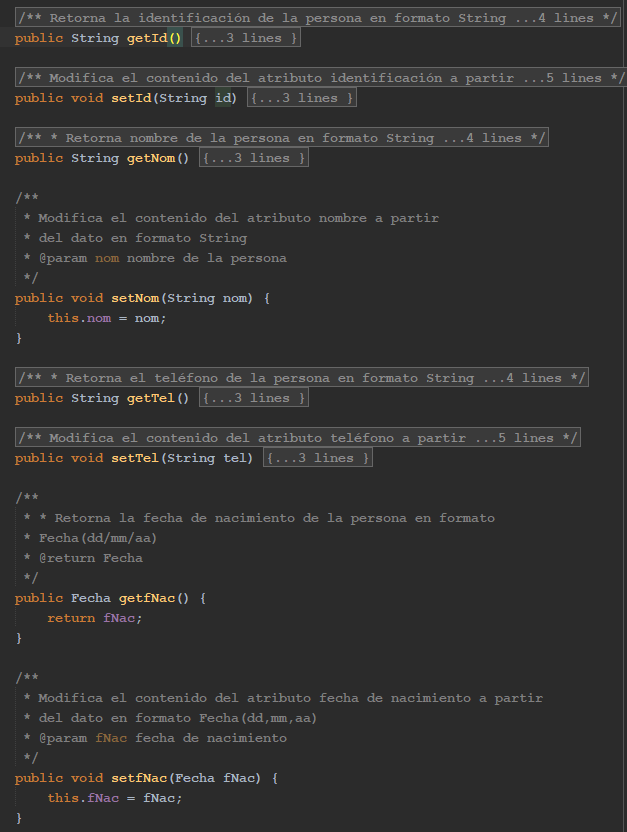 /** Retorna la identificación de la persona en formato String ...4 lines */
public String getId() {...3 lines }
/** Modifica el contenido del atributo identificación a partir ...5 lines */
public void setId(String id) {...3 lines }
/** * Retorna nombre de la persona en formato String ...4 lines */
public String getNom() {...3 lines }
/**
* Modifica el contenido del atributo nombre a partir
* del dato en formato String
* @param nom nombre de la persona
*/
public void setNom(String nom) {
this.nom = nom;
}
/** * Retorna el teléfono de la persona en formato String ...4 lines */
public String getTel() {...3 lines }
/** Modifica el contenido del atributo teléfono a partir ...5 lines */
public void setTel(String tel) {...3 lines }
/**
* * Retorna la fecha de nacimiento de la persona en formato
* Fecha(dd/mm/aa)
* @return Fecha
*/
public Fecha getfNac() {
return fNac;
}
/**
* Modifica el contenido del atributo fecha de nacimiento a partir
* del dato en formato Fecha(dd,mm,aa)
* @param fNac fecha de nacimiento
*/
public void setfNac(Fecha fNac) {
this.fNac = fNac;
}